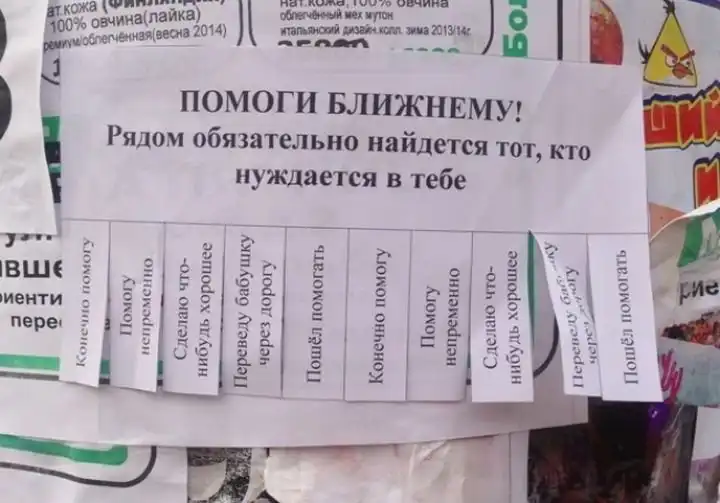 нат.кожа (Финляндия)
100% овчина(лайка)
премиум/облегчённая(весна 2014)
нат.кожа, 100% овчина
облегчённый мех мутон
итальянский дизайн.колл. зима 2013/14г.
ПОМОГИ БЛИЖНЕМУ!
Рядом обязательно найдется тот, кто
нуждается в тебе
Конечно помогу
Помогу
непременно
Сделаю что-
нибудь хорошее
Переведу бабушку
через дорогу
Пошёл помогать
Конечно помогу
Помогу
непременно
Сделаю что-
нибудь хорошее
Переведу бабушку
через дорогу
Пошёл помогать